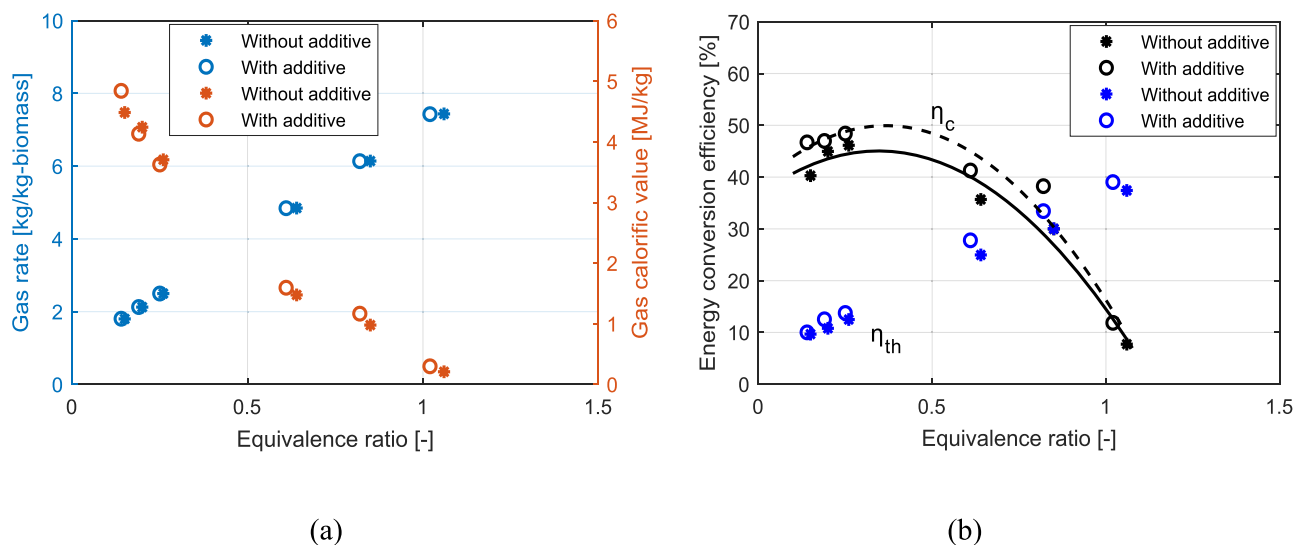 10
8
6
4
2
0
Gas rate [kg/kg-biomass]
Without additive
With additive
Without additive
With additive
6
5
4
3
2
1
0
Gas calorific value [MJ/kg]
0
0.5
1
1.5
Equivalence ratio [-]
(a)
70
60
50
40
30
20
10
0
Energy conversion efficiency [%]
Without additive
With additive
Without additive
With additive
ηc
ηth
0
0.5
1
1.5
Equivalence ratio [-]
(b)